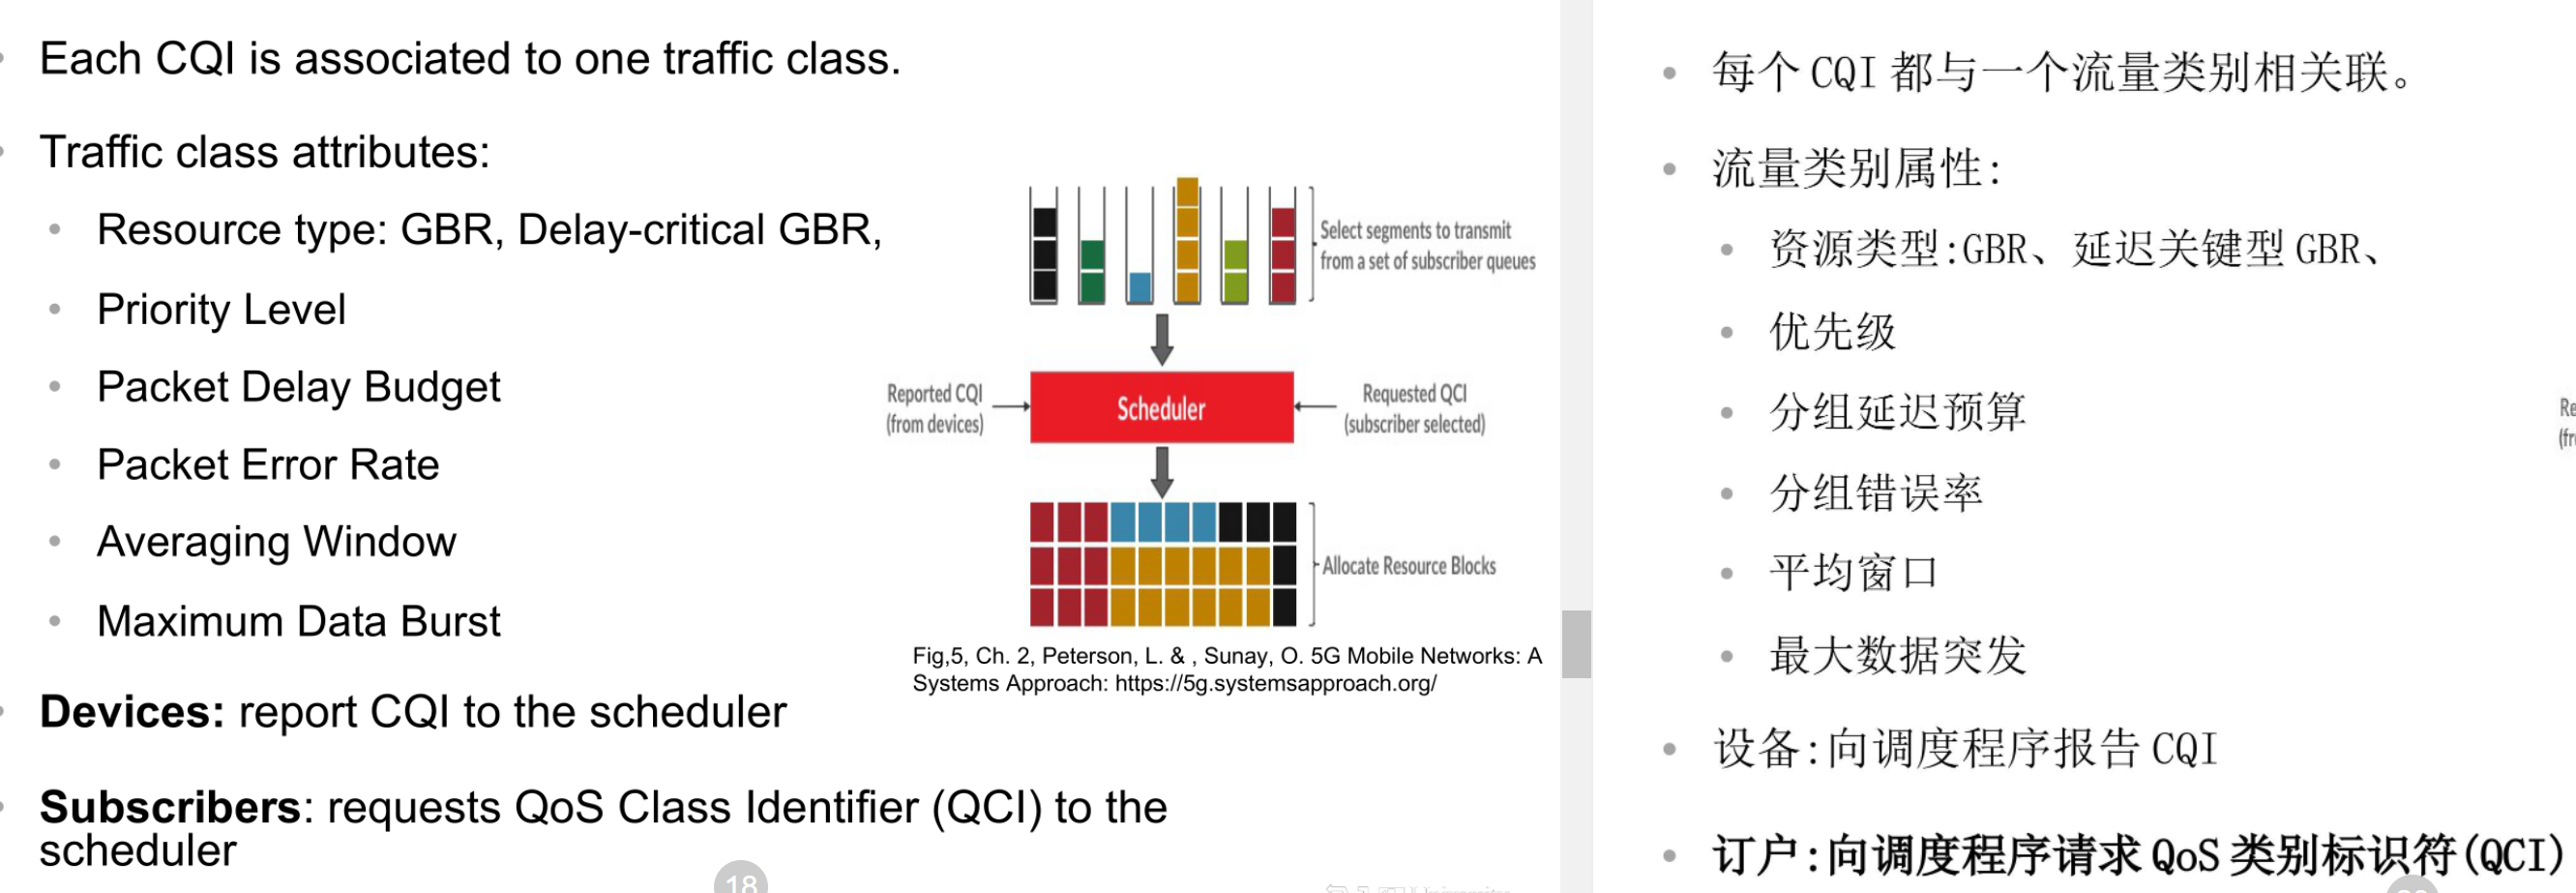 Each CQI is associated to one traffic class.
Traffic class attributes:
Resource type: GBR, Delay-critical GBR,
Priority Level
Packet Delay Budget
Packet Error Rate
Averaging Window
Maximum Data Burst
Devices: report CQI to the scheduler
Subscribers: requests QoS Class Identifier (QCI) to the
scheduler
Select segments to transmit
from a set of subscriber queues
Reported CQI
(from devices)
Scheduler
Requested QCI
(subscriber selected)
Allocate Resource Blocks
Fig,5, Ch. 2, Peterson, L. & , Sunay, O. 5G Mobile Networks: A
Systems Approach: https://5g.systemsapproach.org/
18
每个 CQI 都与一个流量类别相关联。
流量类别属性:
资源类型:GBR、延迟关键型 GBR、
优先级
分组延迟预算
分组错误率
平均窗口
最大数据突发
设备:向调度程序报告 CQI
订户:向调度程序请求 QoS 类别标识符(QCI)